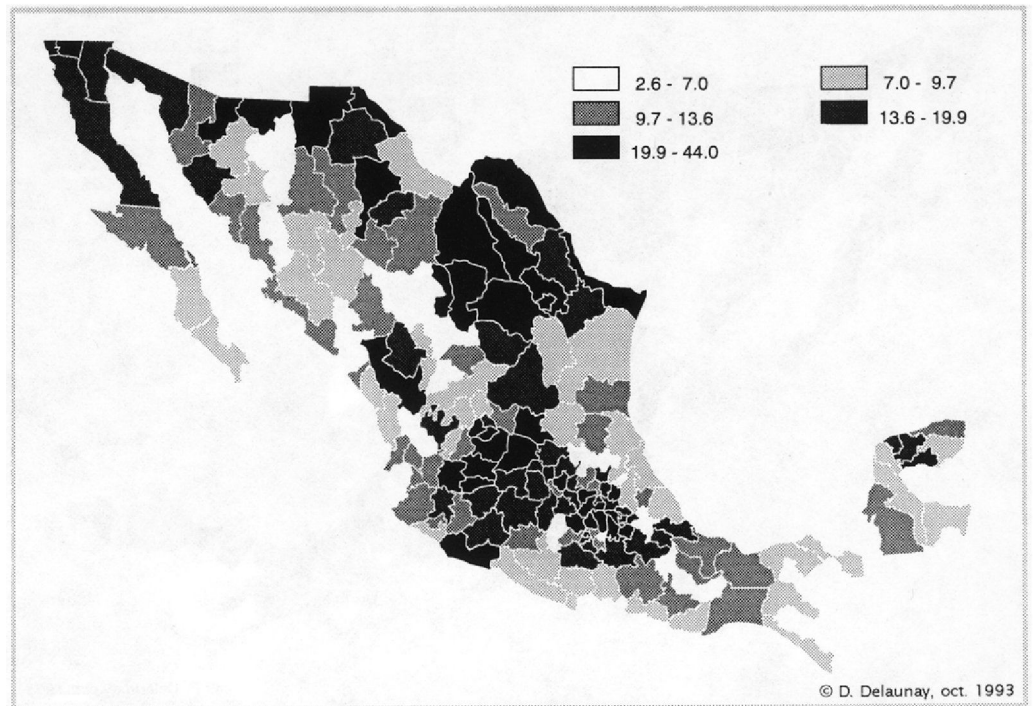 2.6 - 7.0
7.0 - 9.7
9.7 - 13.6
13.6 - 19.9
19.9 - 44.0
© D. Delaunay, oct. 1993